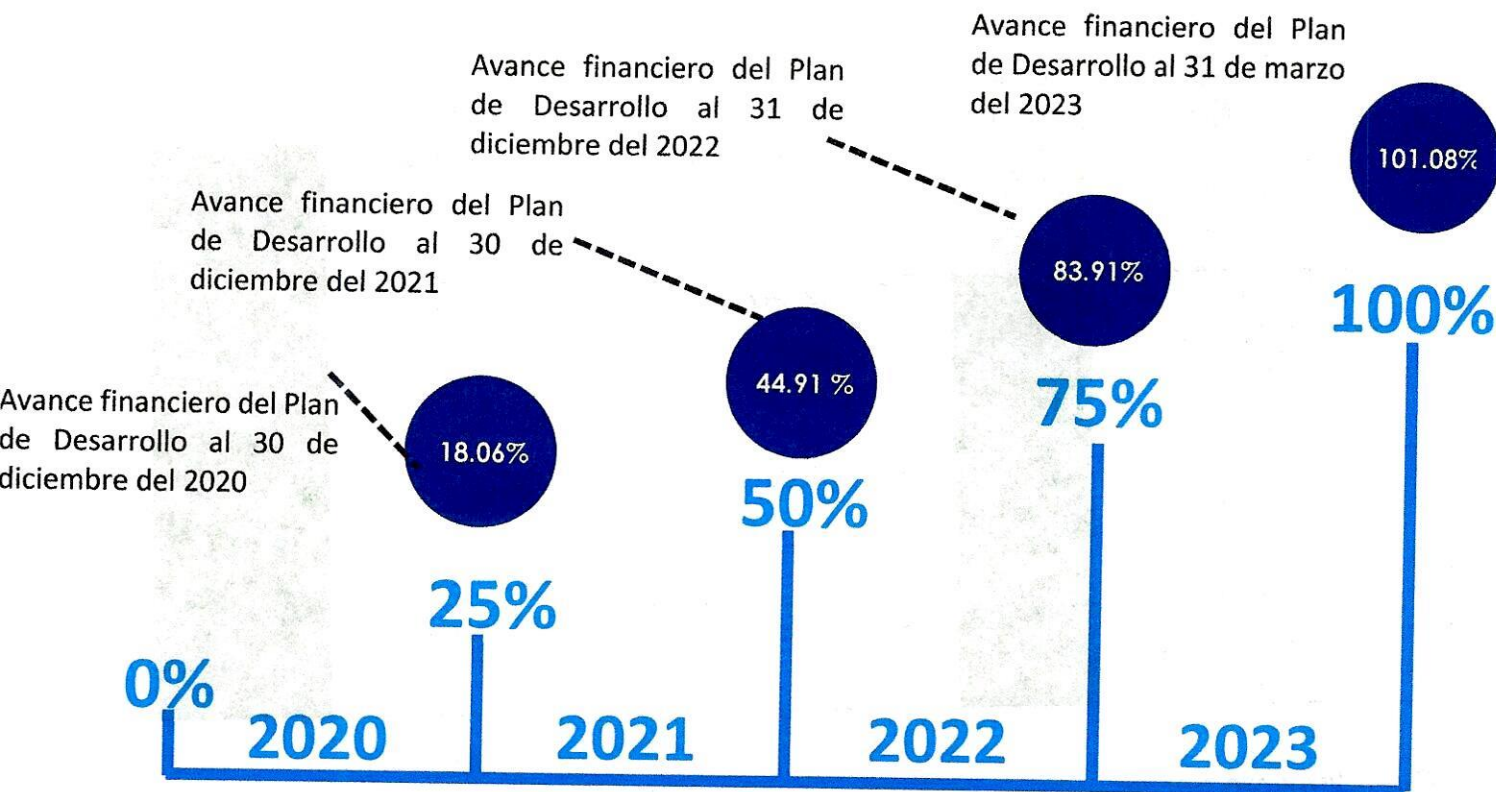 Avance financiero del Plan
de Desarrollo al 31 de marzo
del 2023
101.08%
100%
Avance financiero del Plan
de Desarrollo al 31 de
diciembre del 2022
83.91%
75%
Avance financiero del Plan
de Desarrollo al 30 de
diciembre del 2021
44.91 %
50%
Avance financiero del Plan
de Desarrollo al 30 de
diciembre del 2020
18.06%
25%
0%
2020 2021 2022 2023